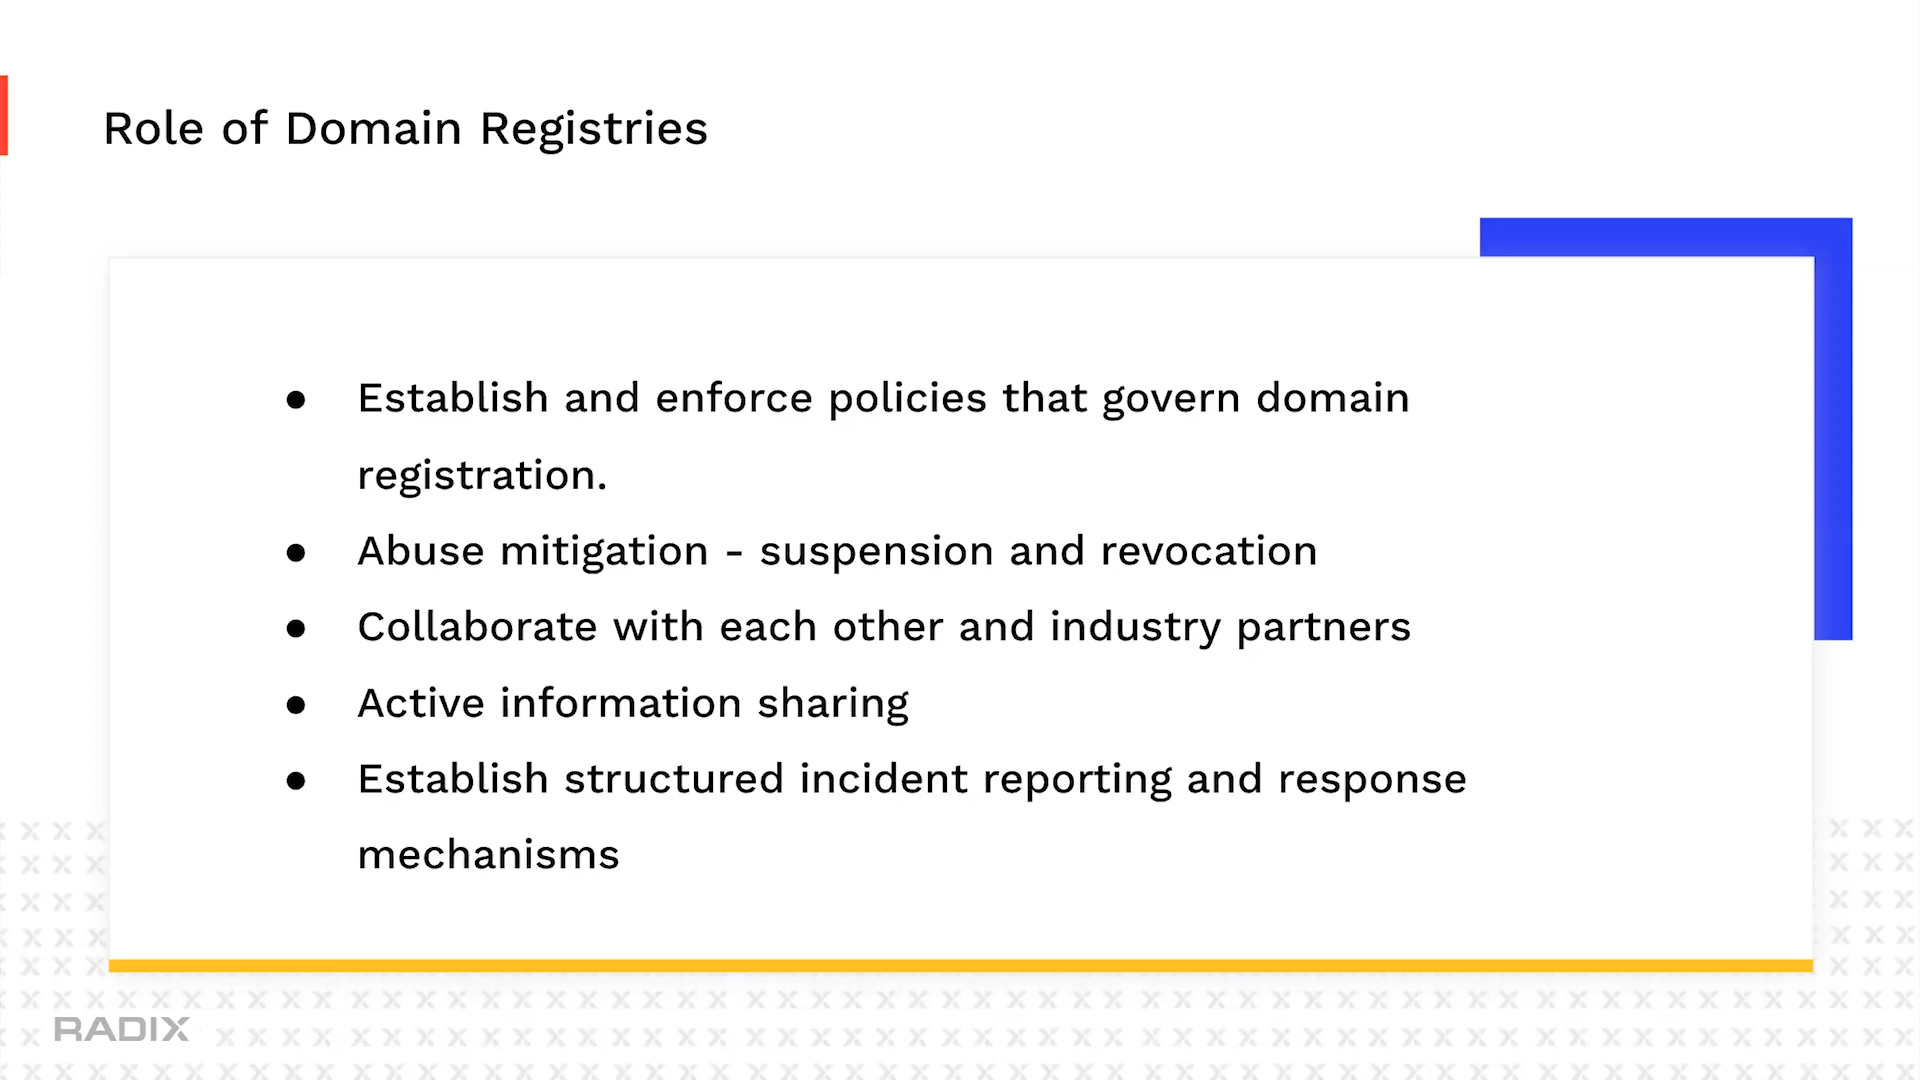 Role of Domain Registries
● Establish and enforce policies that govern domain
registration.
● Abuse mitigation - suspension and revocation
● Collaborate with each other and industry partners
● Active information sharing
● Establish structured incident reporting and response
mechanisms
RADIX